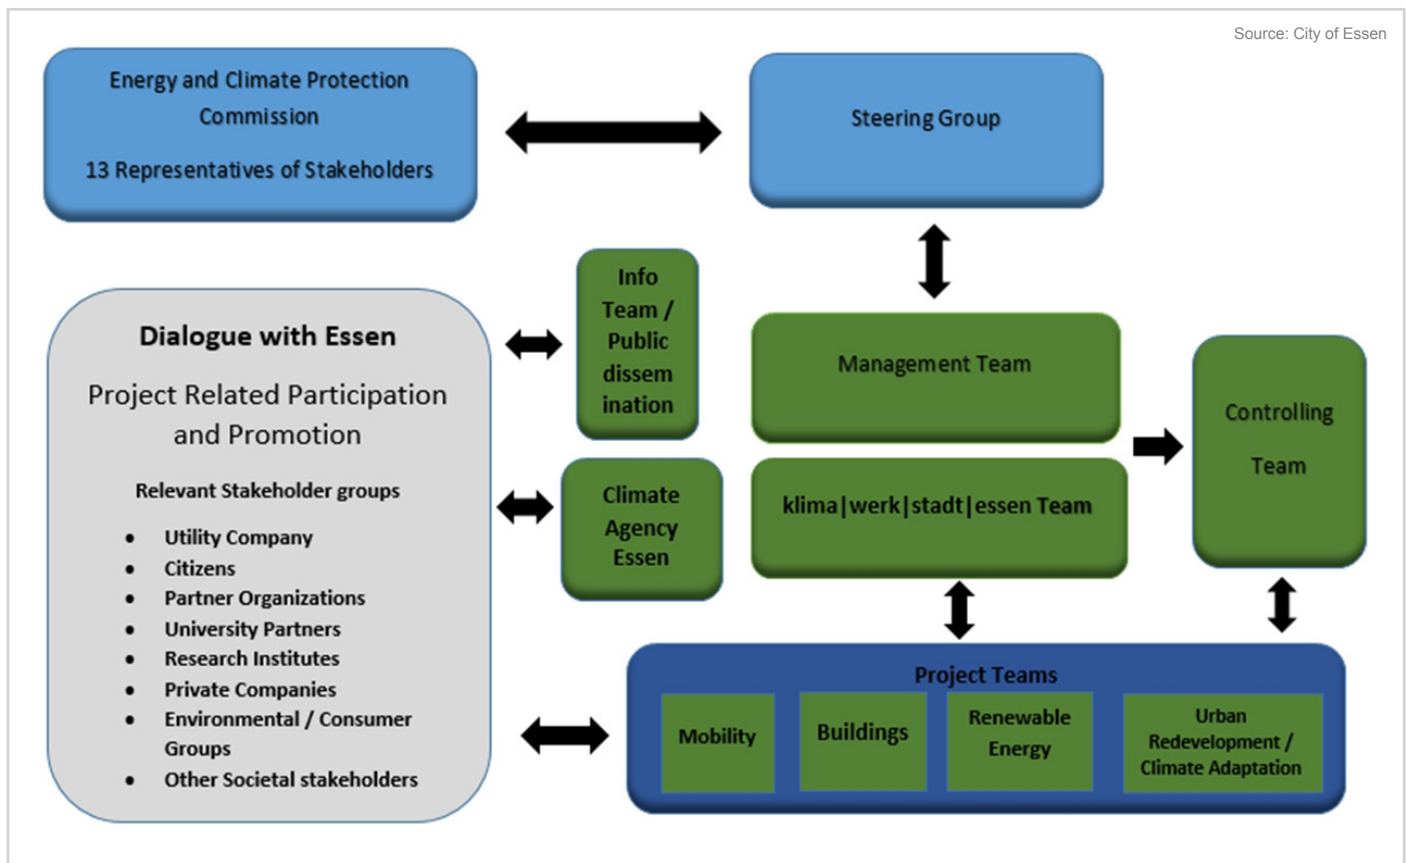 Source: City of Essen
Energy and Climate Protection
Commission
13 Representatives of Stakeholders
Steering Group
Info
Team /
Public
dissem
ination
Dialogue with Essen
Project Related Participation
and Promotion
Relevant Stakeholder groups
• Utility Company
• Citizens
• Partner Organizations
• University Partners
• Research Institutes
• Private Companies
• Environmental / Consumer
Groups
• Other Societal stakeholders
Management Team
Controlling
Team
Climate
Agency
Essen
klima|werk|stadt|essen Team
Project Teams
Mobility
Buildings
Renewable
Energy
Urban
Redevelopment /
Climate Adaptation